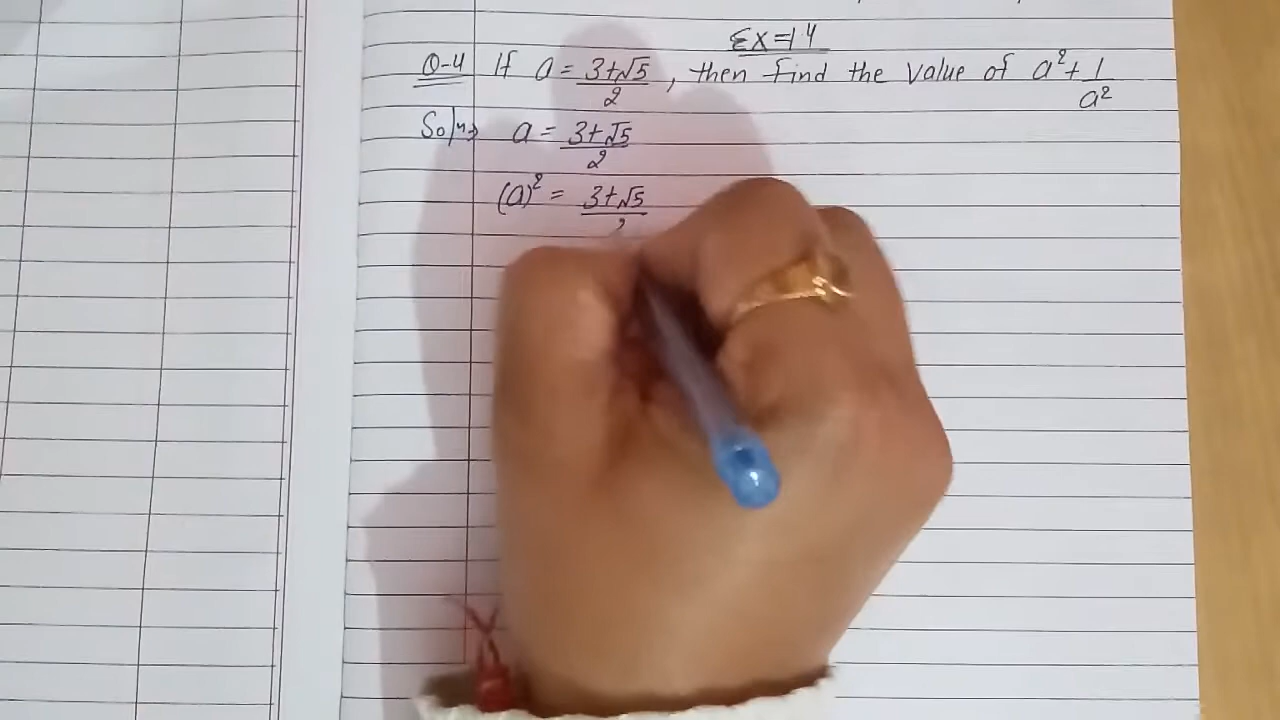 Ex=1.4
Q-4 If a = 3+√5/2, then find the value of a²+1/a²
Soln→ a = 3+√5/2
(a)² = 3+√5/2